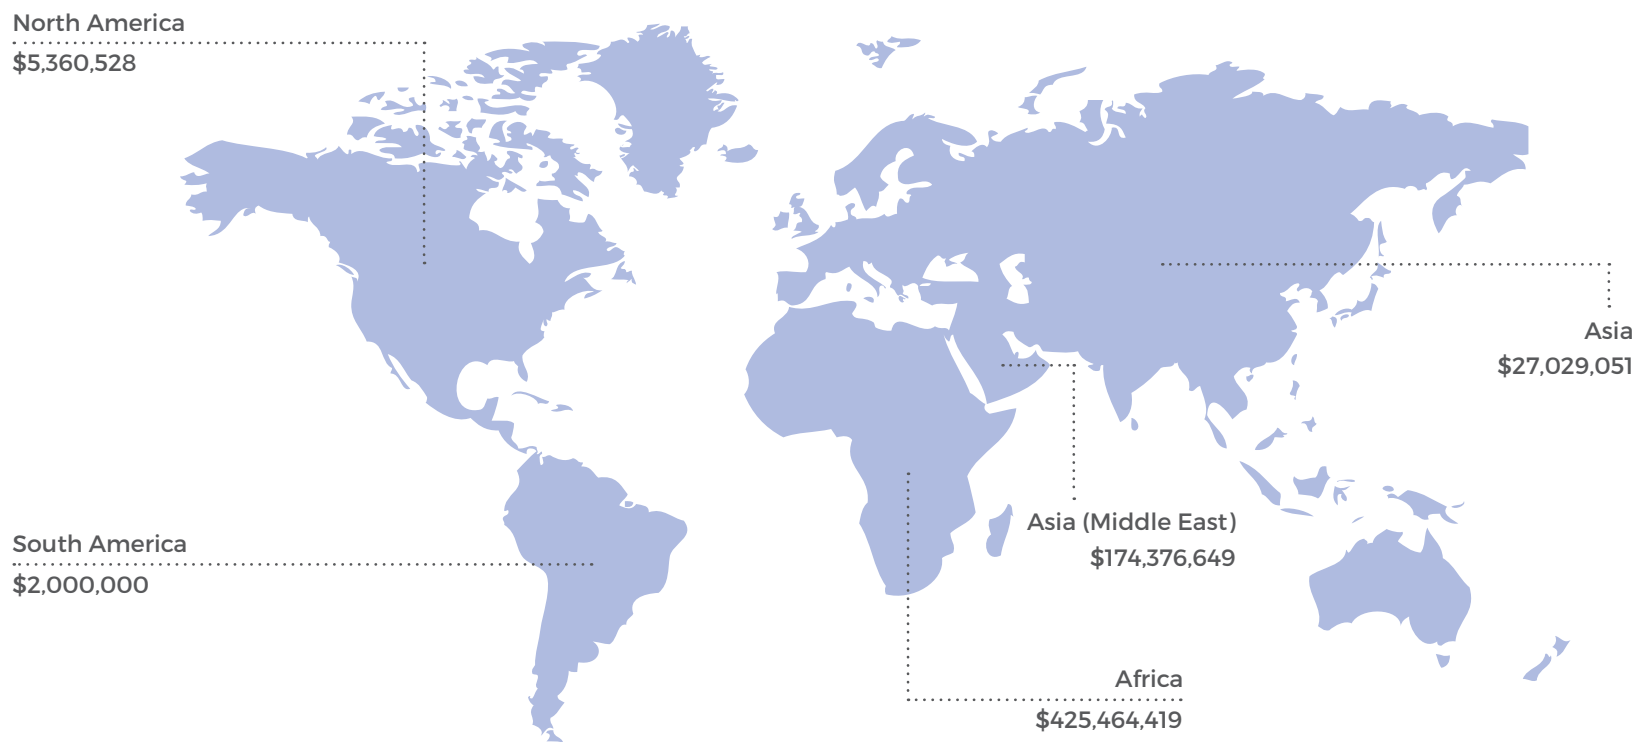 North America
$5,360,528
South America
$2,000,000
Asia
$27,029,051
Asia (Middle East)
$174,376,649
Africa
$425,464,419